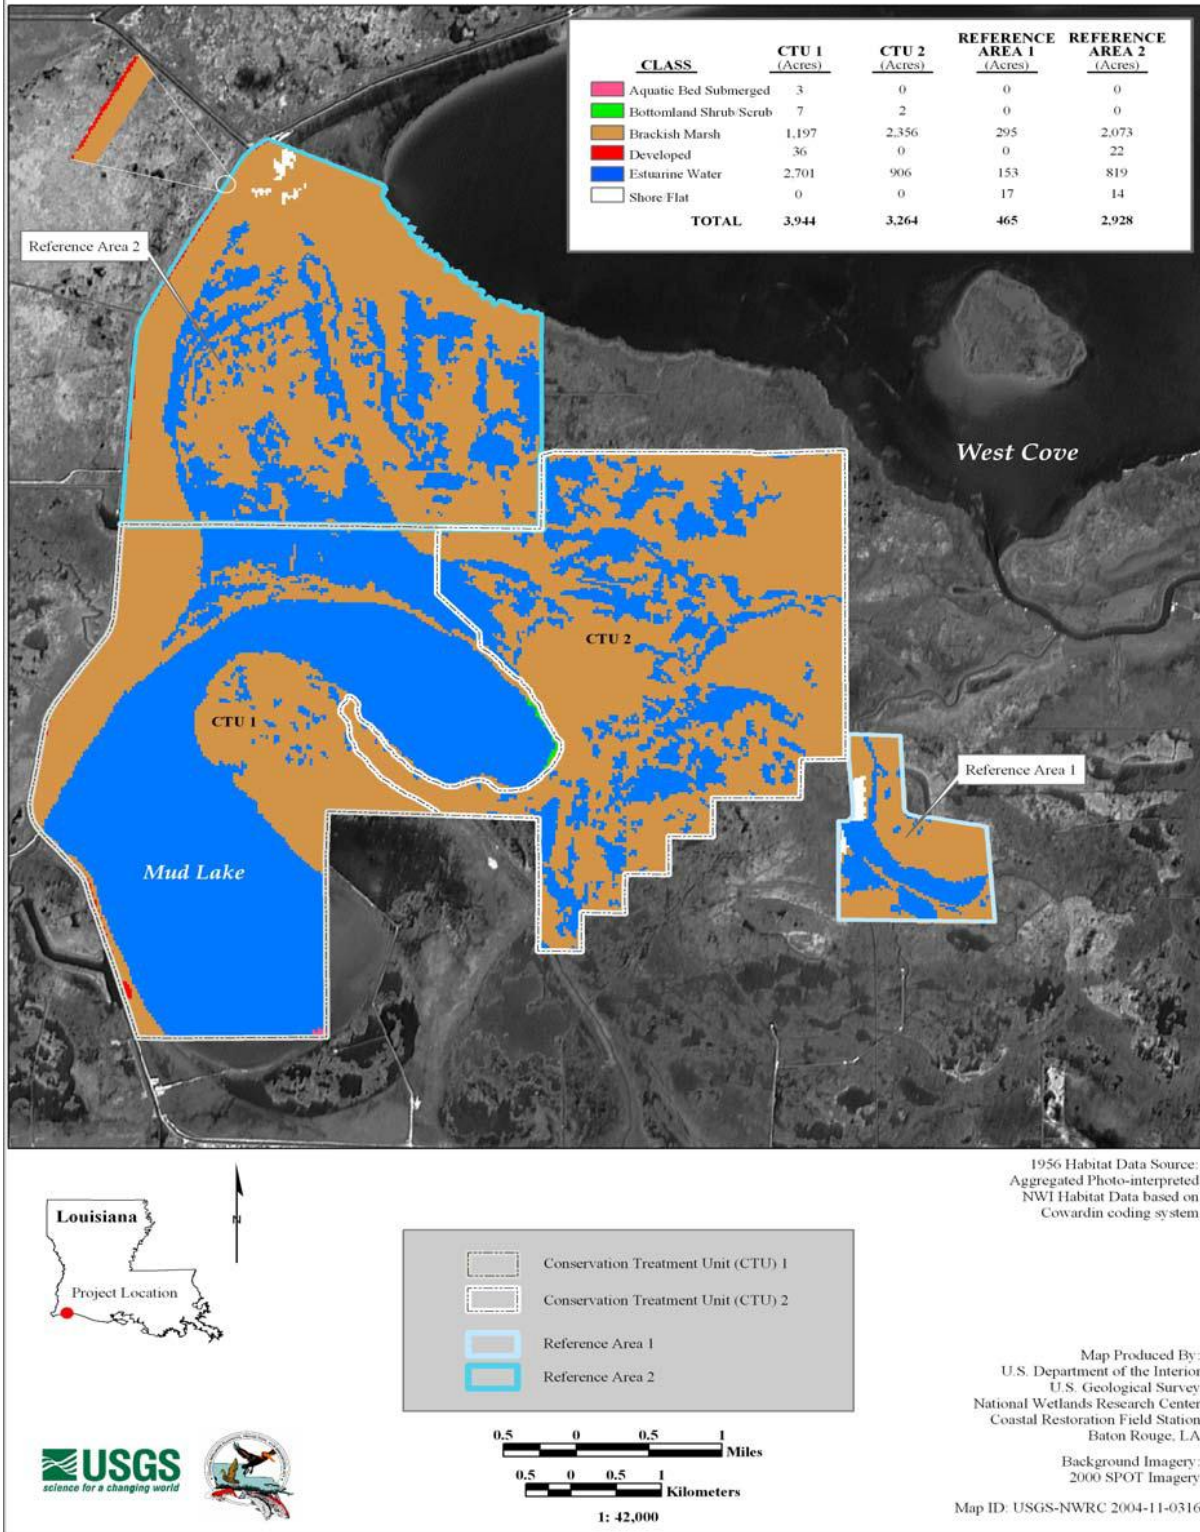 CLASS CTU 1 CTU 2 REFERENCE AREA 1 REFERENCE AREA 2
(Acres) (Acres) (Acres) (Acres)
Aquatic Bed Submerged 3 0 0 0
Bottomland Shrub/Scrub 7 2 0 0
Brackish Marsh 1,197 2,356 295 2,073
Developed 36 0 0 22
Estuarine Water 2,701 906 153 819
Shore Flat 0 0 17 14
TOTAL 3,944 3,264 465 2,928
Reference Area 2
West Cove
CTU 2
CTU 1
Reference Area 1
Mud Lake
1956 Habitat Data Source:
Aggregated Photo-interpreted
NWI Habitat Data based on
Cowardin coding system
Louisiana
Project Location
N
Conservation Treatment Unit (CTU) 1
Conservation Treatment Unit (CTU) 2
Reference Area 1
Reference Area 2
Map Produced By:
U.S. Department of the Interior
U.S. Geological Survey
National Wetlands Research Center
Coastal Restoration Field Station
Baton Rouge, LA
Background Imagery:
2000 SPOT Imagery
Map ID: USGS-NWRC 2004-11-0316
USGS
science for a changing world
0.5 0 0.5 1
Miles
0.5 0 0.5 1
Kilometers
1: 42,000